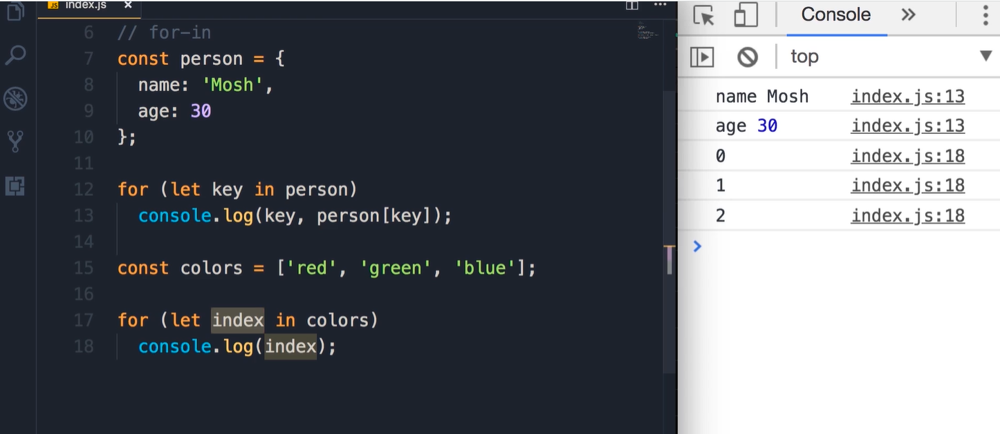 JS index.js ×
6 // for-in
7 const person = {
8 name: 'Mosh',
9 age: 30
10 };
11
12 for (let key in person)
13 console.log(key, person[key]);
14
15 const colors = ['red', 'green', 'blue'];
16
17 for (let index in colors)
18 console.log(index);
Console »
top
name Mosh index.js:13
age 30 index.js:13
0 index.js:18
1 index.js:18
2 index.js:18